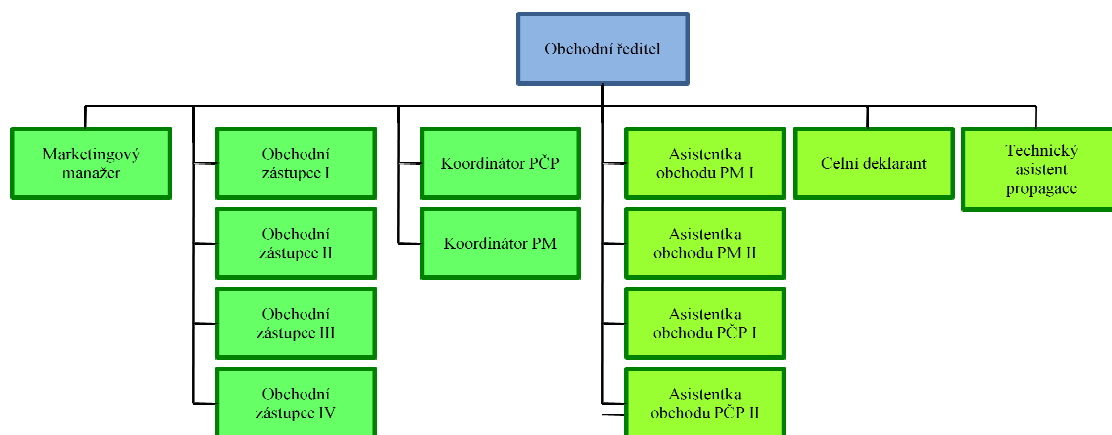 Obchodní ředitel
Marketingový
manažer
Obchodní
zástupce I
Koordinátor PČP
Asistentka
obchodu PM I
Celní deklarant
Technický
asistent
propagace
Obchodní
zástupce II
Koordinátor PM
Asistentka
obchodu PM II
Obchodní
zástupce III
Asistentka
obchodu PČP I
Obchodní
zástupce IV
Asistentka
obchodu PČP II